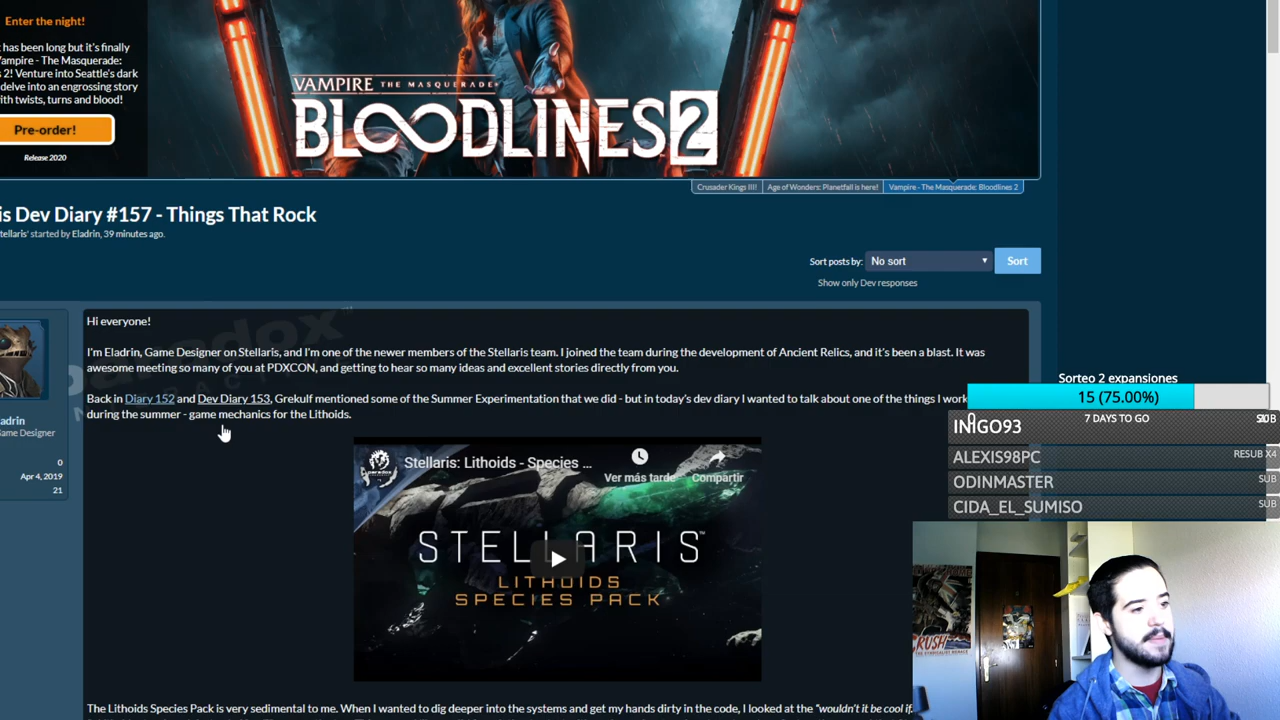 Enter the night!
has been long but it's finally
Vampire - The Masquerade:
2! Venture into Seattle's dark
delve into an engrossing story
with twists, turns and blood!
Pre-order!
Release 2020
VAMPIRE THE MASQUERADE
BLOODLINES 2
Crusader Kings III!
Age of Wonders: Planetfall is here!
Vampire - The Masquerade: Bloodlines 2
is Dev Diary #157 - Things That Rock
tellaris' started by Eladrin, 39 minutes ago.
Sort posts by: No sort Sort
Show only Dev responses
Hi everyone!
I'm Eladrin, Game Designer on Stellaris, and I'm one of the newer members of the Stellaris team. I joined the team during the development of Ancient Relics, and it's been a blast. It was
awesome meeting so many of you at PDXCON, and getting to hear so many ideas and excellent stories directly from you.
Back in Diary 152 and Dev Diary 153, Grekulf mentioned some of the Summer Experimentation that we did - but in today's dev diary I wanted to talk about one of the things I work
during the summer - game mechanics for the Lithoids.
adrin
ame Designer
0
Apr 4, 2019
21
Stellaris: Lithoids - Species ...
Ver más tarde
Compartir
STELLARIS™
LITHOIDS
SPECIES PACK
The Lithoids Species Pack is very sedimental to me. When I wanted to dig deeper into the systems and get my hands dirty in the code, I looked at the "wouldn't it be cool if.
Sorteo 2 expansiones
15 (75.00%)
0 7 DAYS TO GO
INIGO93 SUB
ALEXIS98PC RESUB X4
ODINMASTER SUB
CIDA_EL_SUMISO SUB
CRUSH